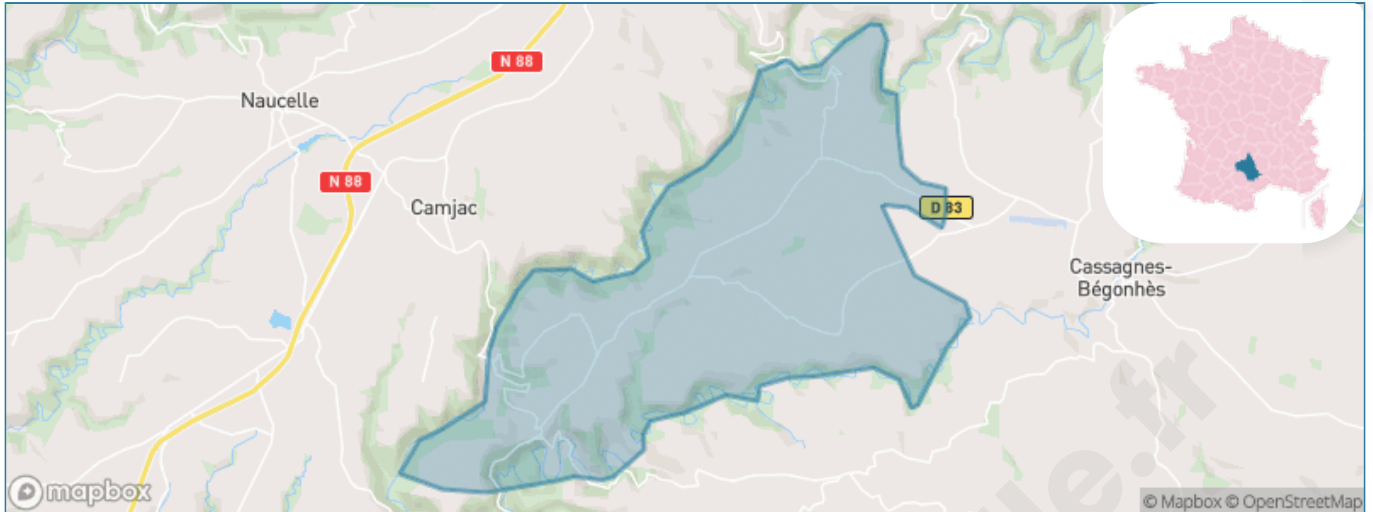 N 88
Naucelle
N 88
Camjac
D 83
Cassagnes-
Bégonhès
mapbox
© Mapbox © OpenStreetMap